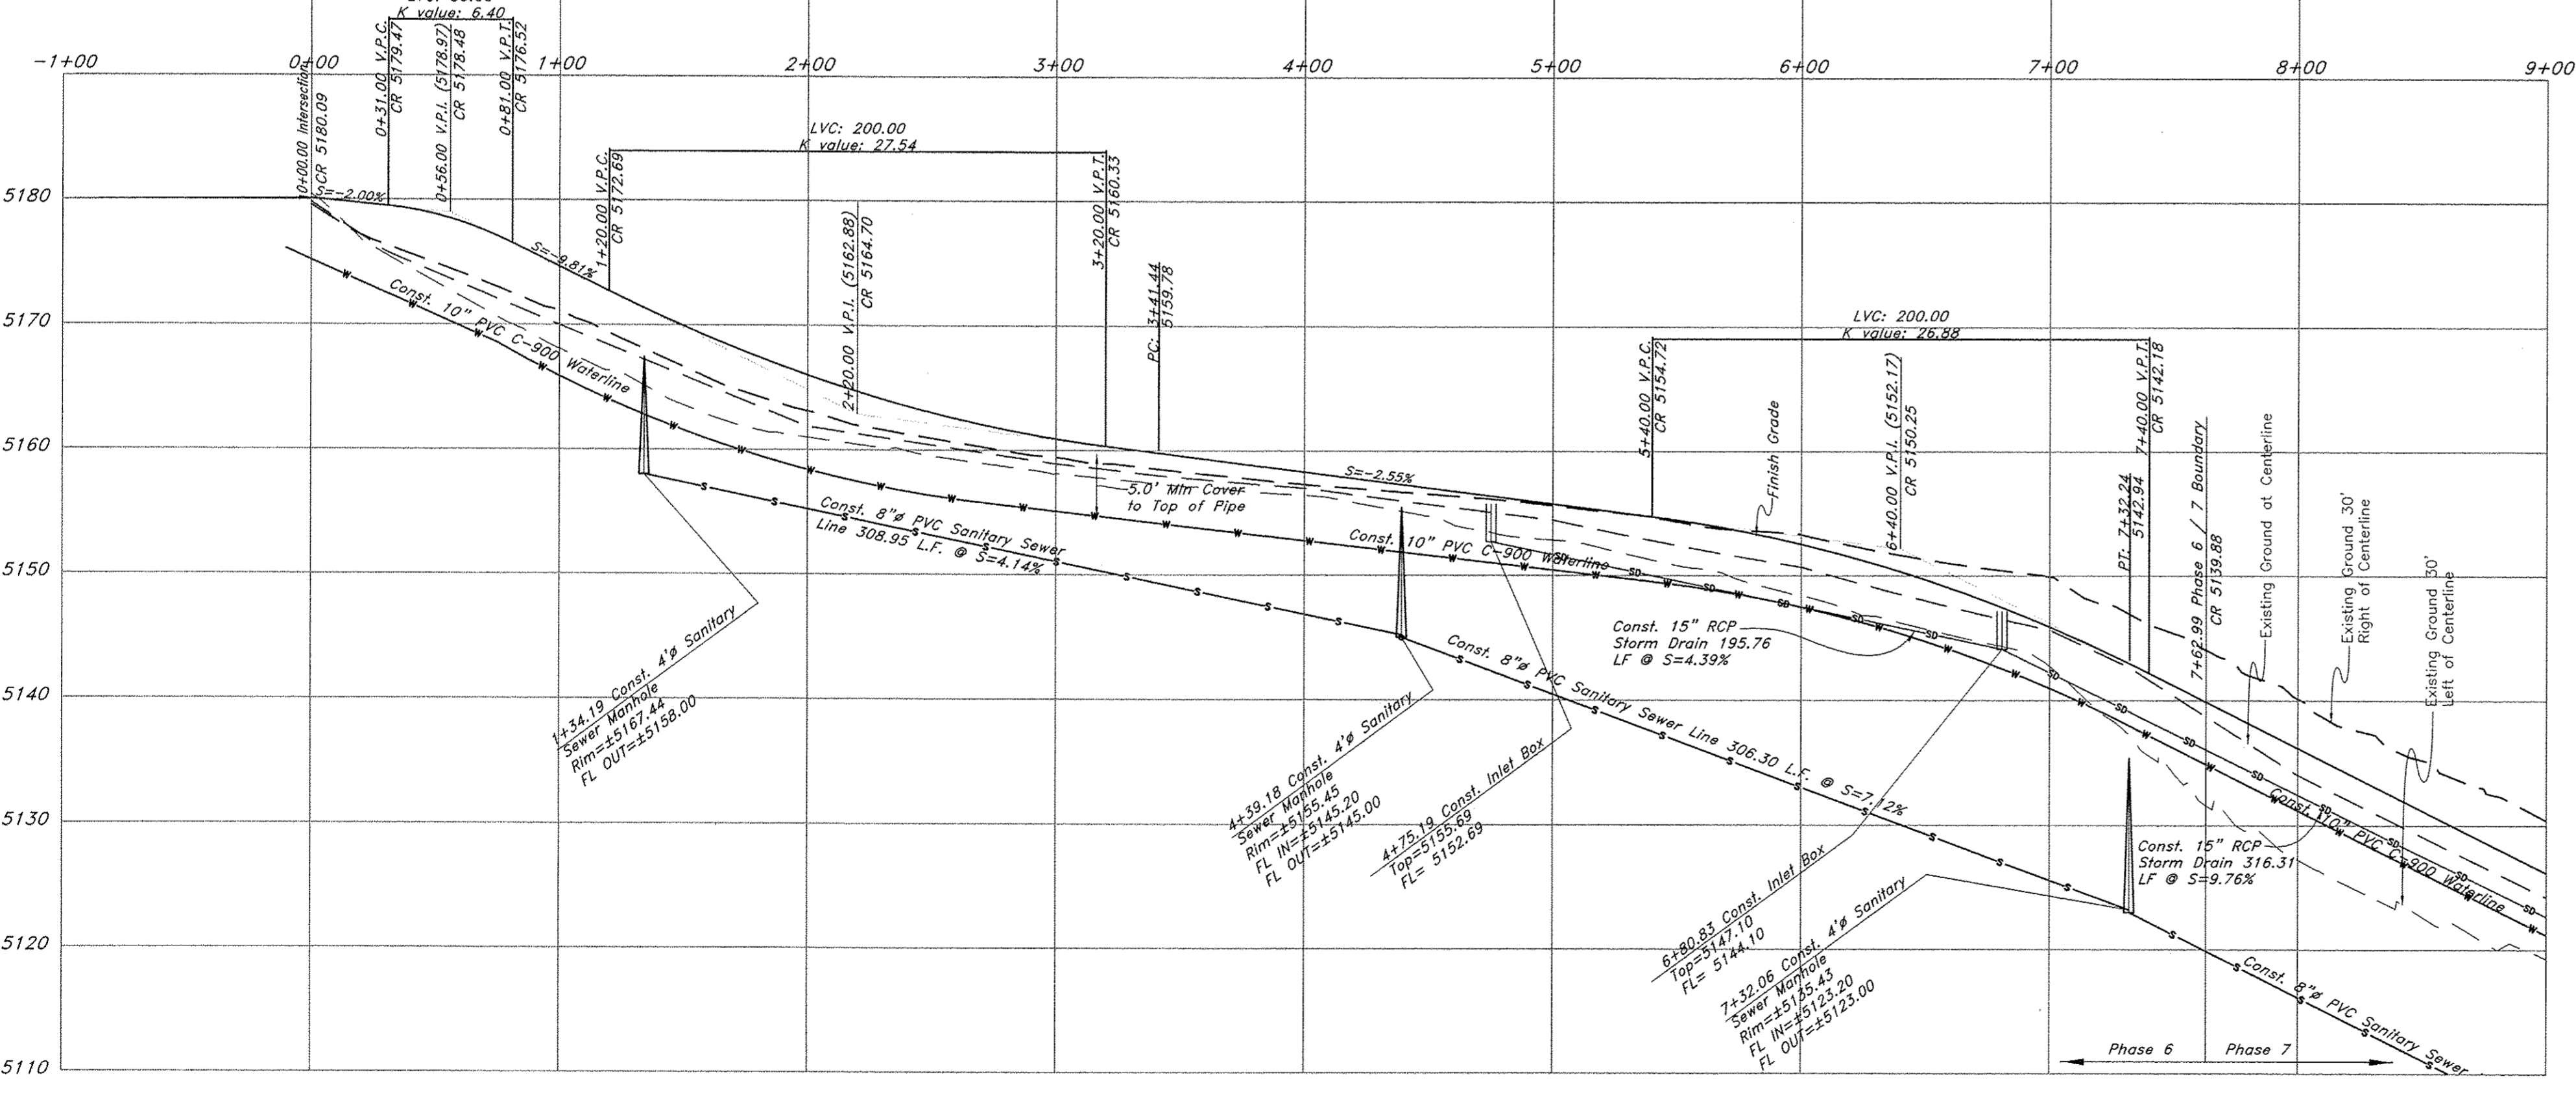 K value: 6.40
-1+00
0+00
1+00
2+00
3+00
4+00
5+00
6+00
7+00
8+00
9+00
0+00.00 Intersection
CR 5180.09
0+31.00 V.P.C.
CR 5179.47
0+56.00 V.P.I. (5178.97)
CR 5178.48
0+81.00 V.P.T.
CR 5176.52
S=-2.00%
S=-9.81%
LVC: 200.00
K value: 27.54
1+20.00 V.P.C.
CR 5172.69
2+20.00 V.P.I. (5162.88)
CR 5164.70
3+20.00 V.P.T.
CR 5160.33
PC: 3+41.44
5159.78
S=-2.55%
LVC: 200.00
K value: 26.88
5+40.00 V.P.C.
CR 5154.72
Finish Grade
6+40.00 V.P.I. (5152.17)
CR 5150.25
PT: 7+32.24
5142.94
7+40.00 V.P.T.
CR 5142.18
7+62.99 Phase 6 / 7 Boundary
CR 5139.88
Existing Ground at Centerline
Existing Ground 30'
Right of Centerline
Existing Ground 30'
Left of Centerline
5180
5170
5160
5150
5140
5130
5120
5110
Const. 10" PVC C-900 Waterline
5.0' Min Cover
to Top of Pipe
Const. 8"ø PVC Sanitary Sewer
Line 308.95 L.F. @ S=4.14%
Const. 10" PVC C-900 Waterline
Const. 15" RCP
Storm Drain 195.76
LF @ S=4.39%
1+34.19 Const. 4'ø Sanitary
Sewer Manhole
Rim=±5167.44
FL OUT=±5158.00
Const. 8"ø PVC Sanitary Sewer Line 306.30 L.F. @ S=7.12%
4+39.18 Const. 4'ø Sanitary
Sewer Manhole
Rim=±5155.45
FL IN=±5145.20
FL OUT=±5145.00
4+75.19 Const. Inlet Box
Top=5155.69
FL= 5152.69
6+80.83 Const. Inlet Box
Top=5147.10
FL= 5144.10
7+32.06 Const. 4'ø Sanitary
Sewer Manhole
Rim=±5135.43
FL IN=±5123.20
FL OUT=±5123.00
Const. 10" PVC C-900 Waterline
Const. 15" RCP
Storm Drain 316.31
LF @ S=9.76%
Const. 8"ø PVC Sanitary Sewer
Phase 6
Phase 7